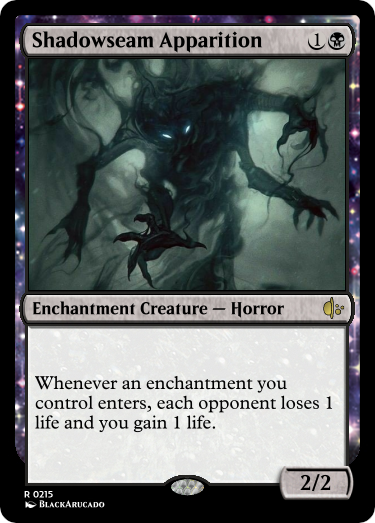 Shadowseam Apparition 1
Enchantment Creature — Horror
Whenever an enchantment you
control enters, each opponent loses 1
life and you gain 1 life.
2/2
R 0215
BlackArucado